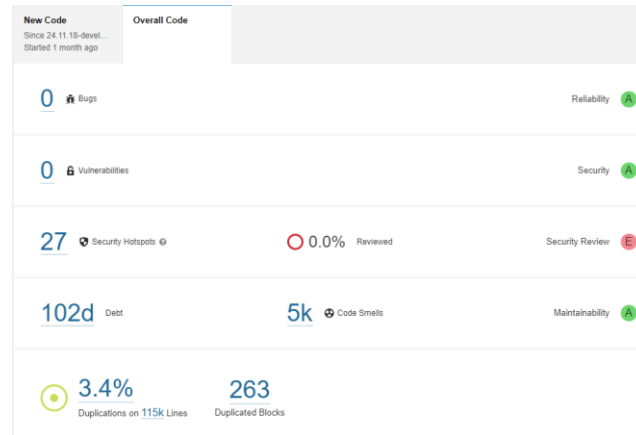 New Code
Since 24.11.18-devel...
Started 1 month ago
Overall Code
0 Bugs
Reliability A
0 Vulnerabilities
Security A
27 Security Hotspots
0.0% Reviewed
Security Review E
102d Debt
5k Code Smells
Maintainability A
3.4%
Duplications on 115k Lines
263
Duplicated Blocks